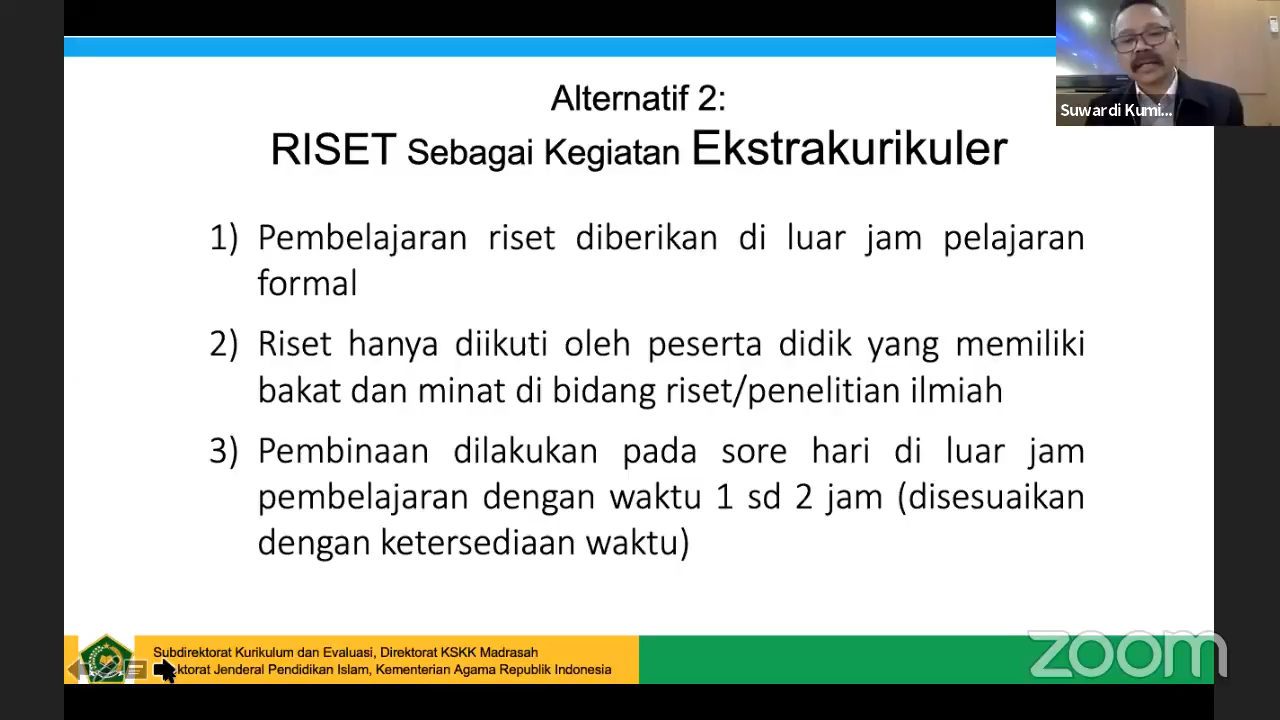 Alternatif 2:
RISET Sebagai Kegiatan Ekstrakurikuler
Suwardi Kumi...
1) Pembelajaran riset diberikan di luar jam pelajaran
formal
2) Riset hanya diikuti oleh peserta didik yang memiliki
bakat dan minat di bidang riset/penelitian ilmiah
3) Pembinaan dilakukan pada sore hari di luar jam
pembelajaran dengan waktu 1 sd 2 jam (disesuaikan
dengan ketersediaan waktu)
Subdirektorat Kurikulum dan Evaluasi, Direktorat KSKK Madrasah
ktorat Jenderal Pendidikan Islam, Kementerian Agama Republik Indonesia
zoom